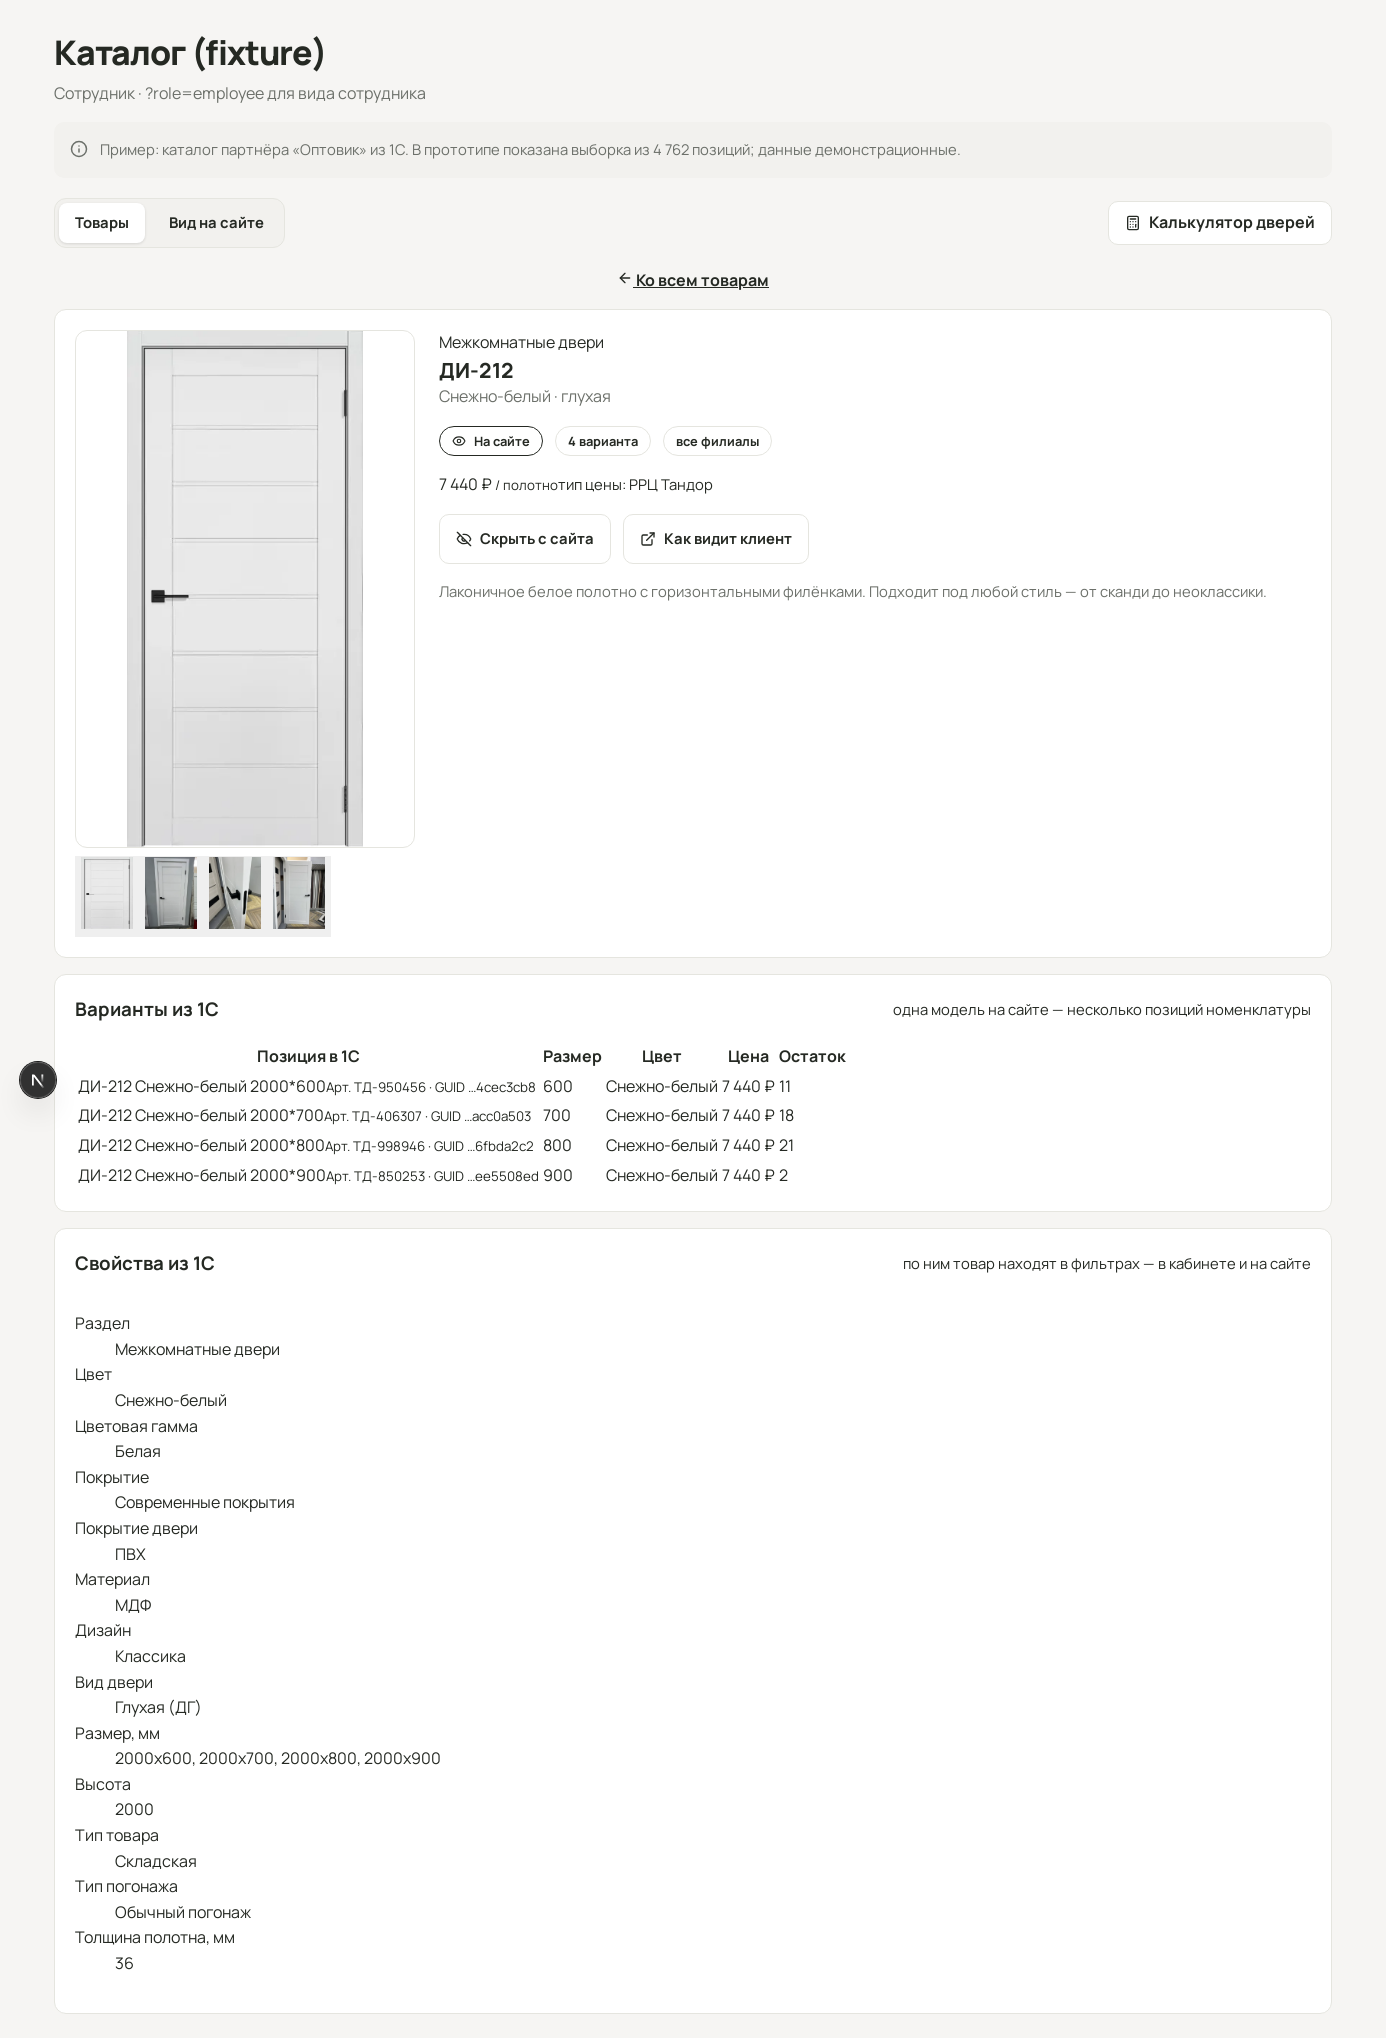 Каталог (fixture)
Сотрудник · ?role=employee для вида сотрудника
Пример: каталог партнёра «Оптовик» из 1С. В прототипе показана выборка из 4 762 позиций; данные демонстрационные.
Товары
Вид на сайте
Калькулятор дверей
← Ко всем товарам
Межкомнатные двери
ДИ-212
Снежно-белый · глухая
На сайте
4 варианта
все филиалы
7 440 ₽ / полотнотип цены: РРЦ Тандор
Скрыть с сайта
Как видит клиент
Лаконичное белое полотно с горизонтальными филёнками. Подходит под любой стиль — от сканди до неоклассики.
Варианты из 1С
одна модель на сайте — несколько позиций номенклатуры
Позиция в 1С Размер Цвет Цена Остаток
ДИ-212 Снежно-белый 2000*600Арт. ТД-950456 · GUID …4cec3cb8 600 Снежно-белый 7 440 ₽ 11
ДИ-212 Снежно-белый 2000*700Арт. ТД-406307 · GUID …acc0a503 700 Снежно-белый 7 440 ₽ 18
ДИ-212 Снежно-белый 2000*800Арт. ТД-998946 · GUID …6fbda2c2 800 Снежно-белый 7 440 ₽ 21
ДИ-212 Снежно-белый 2000*900Арт. ТД-850253 · GUID …ee5508ed 900 Снежно-белый 7 440 ₽ 2
N
Свойства из 1С
по ним товар находят в фильтрах — в кабинете и на сайте
Раздел
Межкомнатные двери
Цвет
Снежно-белый
Цветовая гамма
Белая
Покрытие
Современные покрытия
Покрытие двери
ПВХ
Материал
МДФ
Дизайн
Классика
Вид двери
Глухая (ДГ)
Размер, мм
2000x600, 2000x700, 2000x800, 2000x900
Высота
2000
Тип товара
Складская
Тип погонажа
Обычный погонаж
Толщина полотна, мм
36